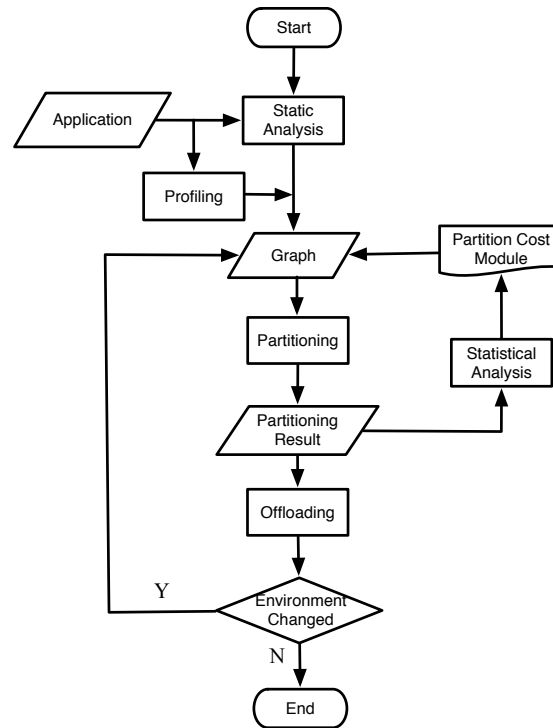 Start
Application
Static
Analysis
Profiling
Graph
Partition Cost
Module
Partitioning
Statistical
Analysis
Partitioning
Result
Offloading
Y
Environment
Changed
N
End